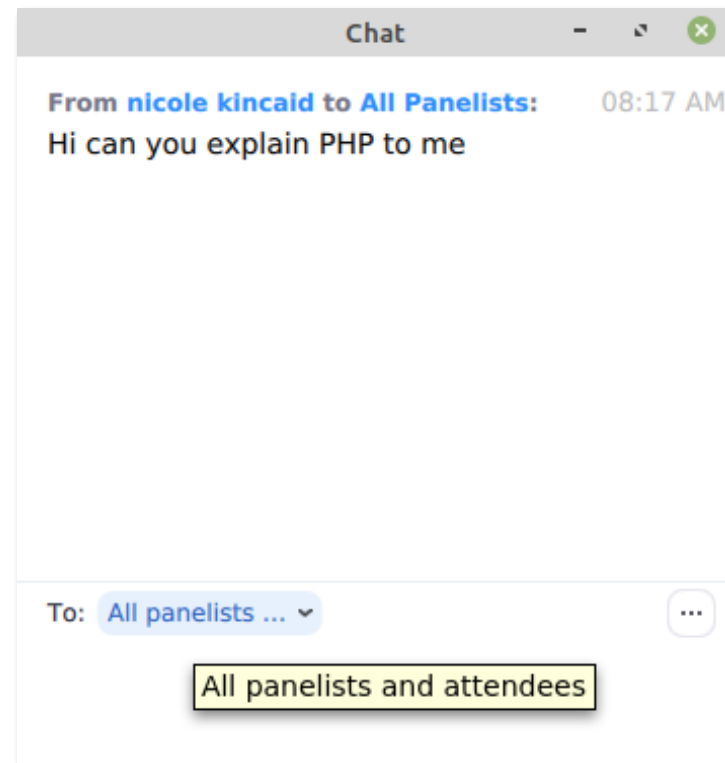 Chat
From nicole kincaid to All Panelists: 08:17 AM
Hi can you explain PHP to me
To: All panelists ...
All panelists and attendees